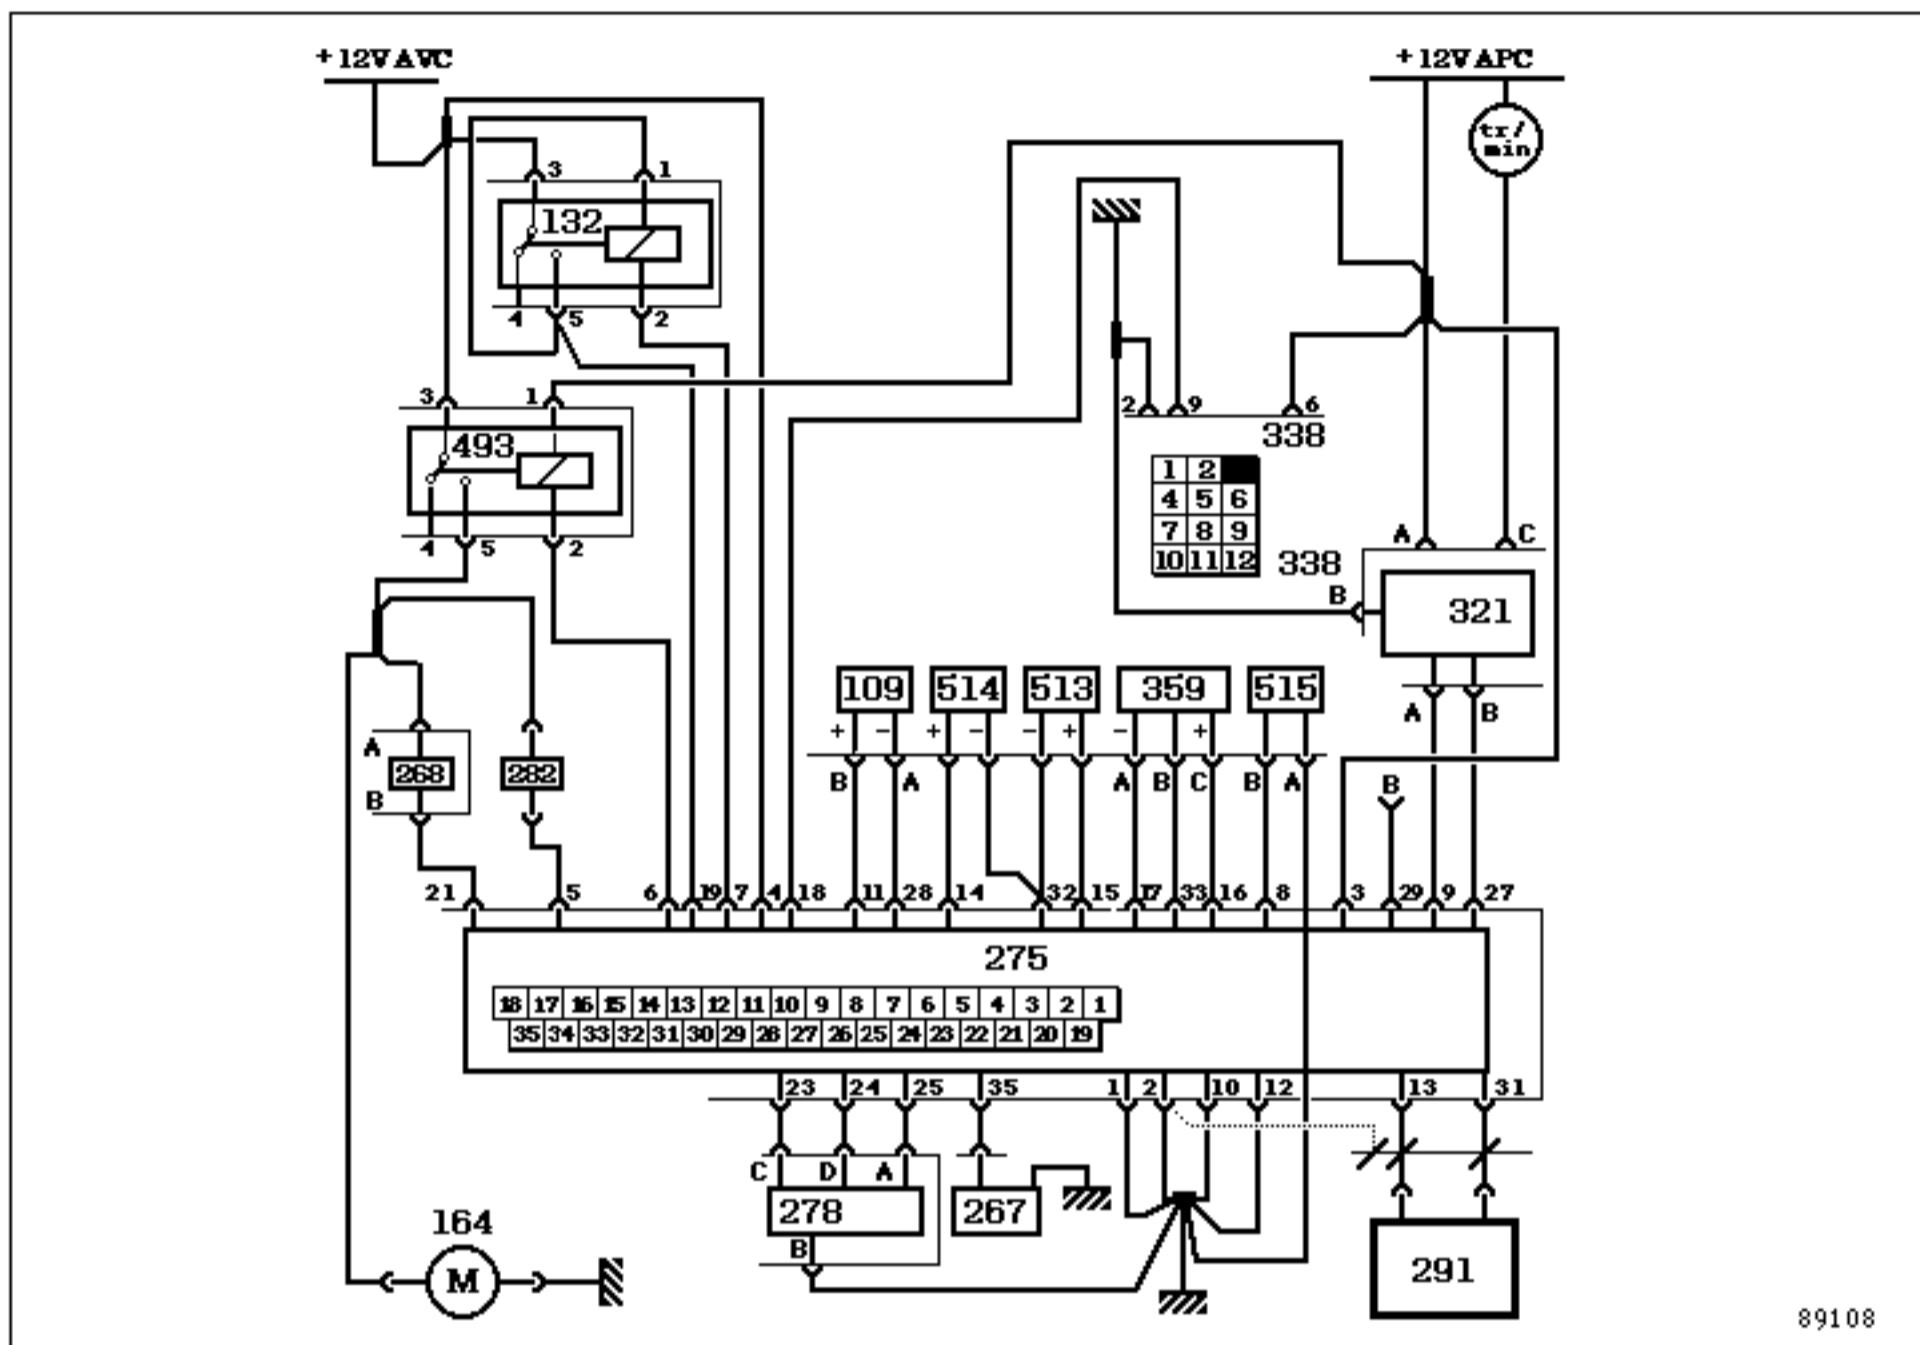 +12V AVC
+12V APC
tr/
min
3 1
132
4 5 2
3 1
493
4 5 2
2 9 6
338
1 2
4 5 6
7 8 9
10 11 12
338
A C
B
321
A B
109 514 513 359 515
+ - + - - + - +
B A A B C B A
A
268
B
282
B
21 5 6 19 7 4 18 11 28 14 32 15 17 33 16 8 3 29 9 27
275
18 17 16 15 14 13 12 11 10 9 8 7 6 5 4 3 2 1
35 34 33 32 31 30 29 28 27 26 25 24 23 22 21 20 19
23 24 25 35 1 2 10 12 13 31
C D A
278
B
267
164
M
291
89108